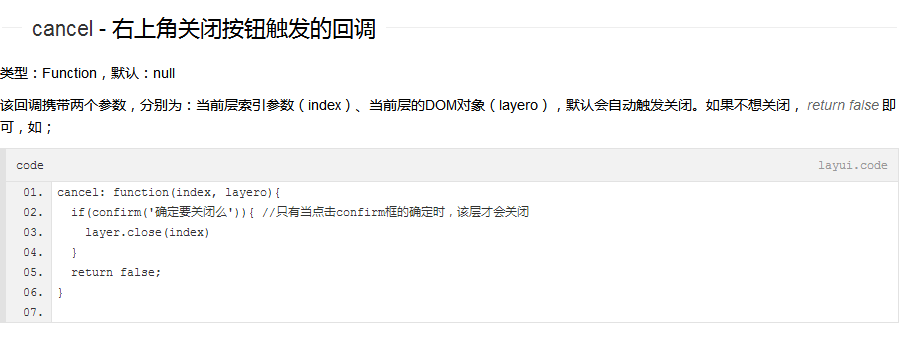 cancel - 右上角关闭按钮触发的回调
类型：Function，默认：null
该回调携带两个参数，分别为：当前层索引参数（index）、当前层的DOM对象（layero），默认会自动触发关闭。如果不想关闭， return false 即
可，如；
code layui.code
01. cancel: function(index, layero){
02.   if(confirm('确定要关闭么')){ //只有当点击confirm框的确定时，该层才会关闭
03.     layer.close(index)
04.   }
05.   return false;
06. }
07.